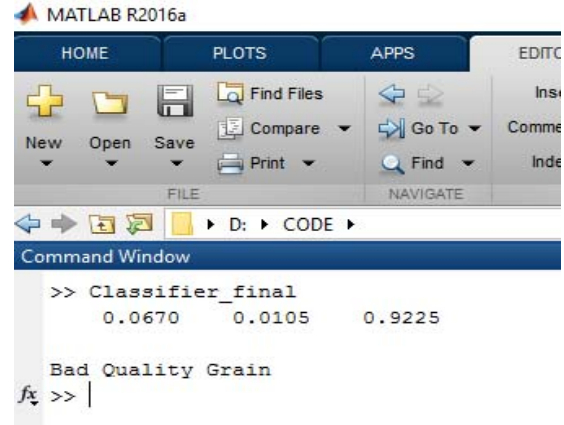 MATLAB R2016a
HOME PLOTS APPS EDITO
Find Files
Compare
Print
New Open Save
Go To
Find
Inse
Comme
Inde
FILE NAVIGATE
D: CODE
Command Window
>> Classifier_final
0.0670 0.0105 0.9225
Bad Quality Grain
fx >>